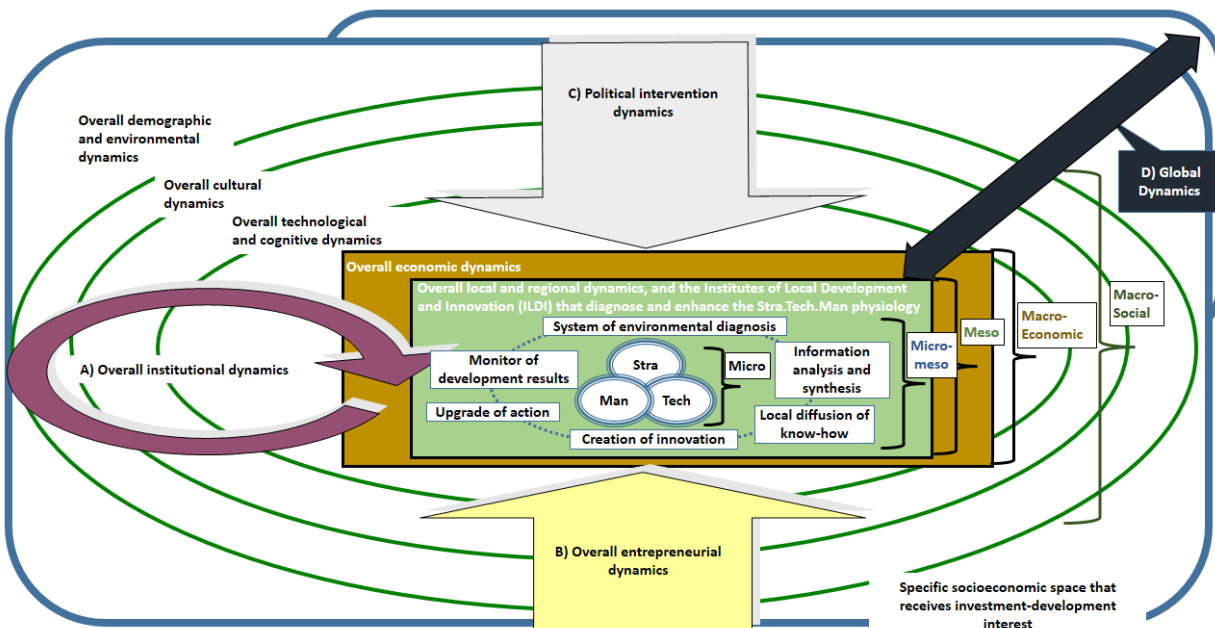 C) Political intervention
dynamics
Overall demographic
and environmental
dynamics
D) Global
Dynamics
Overall cultural
dynamics
Overall technological
and cognitive dynamics
Overall economic dynamics
Overall local and regional dynamics, and the Institutes of Local Development
and Innovation (ILDI) that diagnose and enhance the Stra.Tech.Man physiology
System of environmental diagnosis
Monitor of
development results
Stra
Man
Tech
Micro
Information
analysis and
synthesis
Upgrade of action
Local diffusion of
know-how
Creation of innovation
Micro-
meso
Meso
Macro-
Economic
Macro-
Social
A) Overall institutional dynamics
B) Overall entrepreneurial
dynamics
Specific socioeconomic space that
receives investment-development
interest